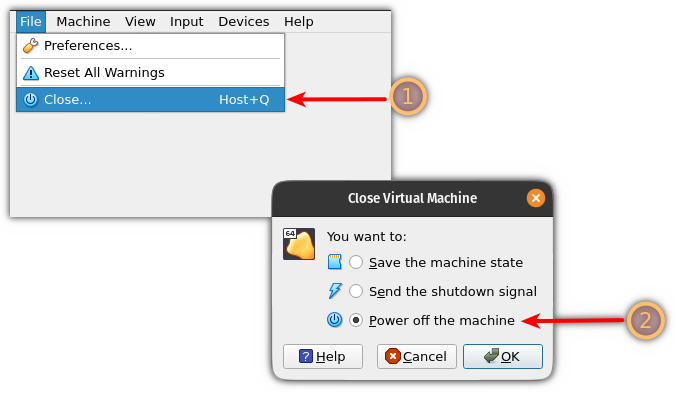 File Machine View Input Devices Help
Preferences...
Reset All Warnings
Close... Host+Q
1
Close Virtual Machine
64
You want to:
Save the machine state
Send the shutdown signal
Power off the machine
2
Help Cancel OK